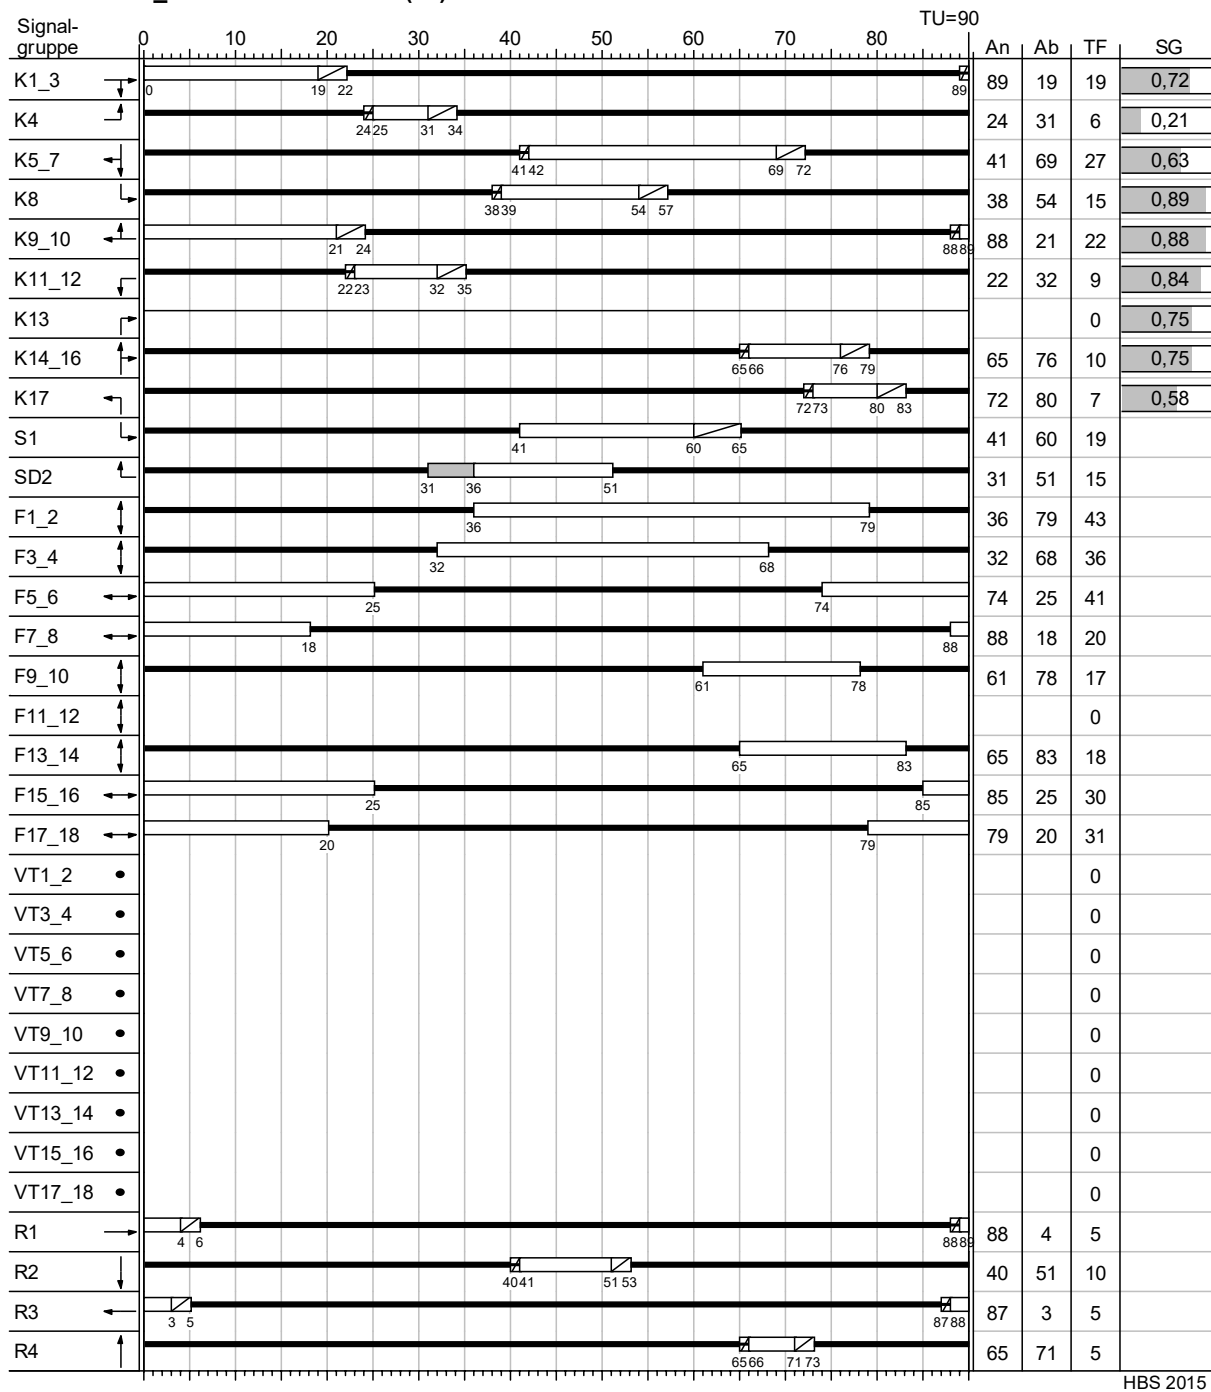 TU=90
Signal-
gruppe 0 10 20 30 40 50 60 70 80 An Ab TF SG
K1_3 0 19 22 89 89 19 19 0,72
K4 24 25 31 34 24 31 6 0,21
K5_7 41 42 69 72 41 69 27 0,63
K8 38 39 54 57 38 54 15 0,89
K9_10 21 24 88 89 88 21 22 0,88
K11_12 22 23 32 35 22 32 9 0,84
K13 0 0,75
K14_16 65 66 76 79 65 76 10 0,75
K17 72 73 80 83 72 80 7 0,58
S1 41 60 65 41 60 19
SD2 31 36 51 31 51 15
F1_2 36 79 36 79 43
F3_4 32 68 32 68 36
F5_6 25 74 74 25 41
F7_8 18 88 88 18 20
F9_10 61 78 61 78 17
F11_12 0
F13_14 65 83 65 83 18
F15_16 25 85 85 25 30
F17_18 20 79 79 20 31
VT1_2 0
VT3_4 0
VT5_6 0
VT7_8 0
VT9_10 0
VT11_12 0
VT13_14 0
VT15_16 0
VT17_18 0
R1 4 6 88 89 88 4 5
R2 40 41 51 53 40 51 10
R3 3 5 87 88 87 3 5
R4 65 66 71 73 65 71 5
HBS 2015